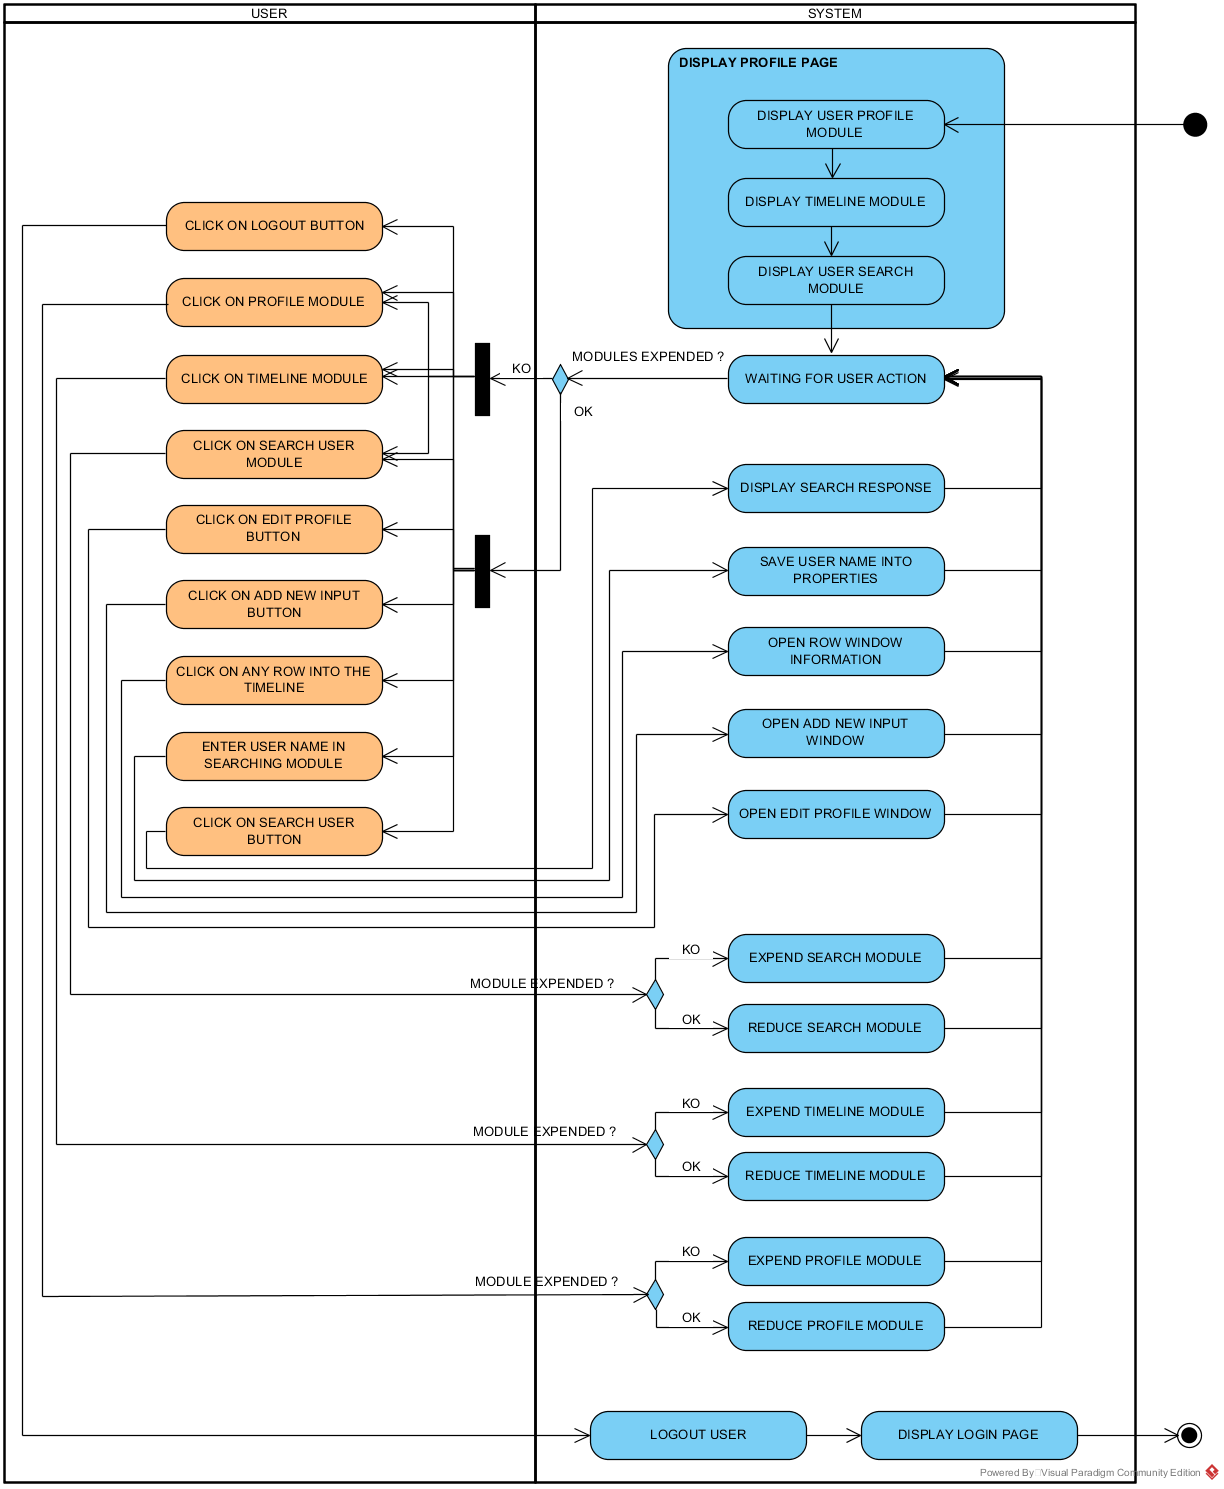 USER
SYSTEM
DISPLAY PROFILE PAGE
DISPLAY USER PROFILE
MODULE
DISPLAY TIMELINE MODULE
DISPLAY USER SEARCH
MODULE
CLICK ON LOGOUT BUTTON
CLICK ON PROFILE MODULE
CLICK ON TIMELINE MODULE
CLICK ON SEARCH USER
MODULE
CLICK ON EDIT PROFILE
BUTTON
CLICK ON ADD NEW INPUT
BUTTON
CLICK ON ANY ROW INTO THE
TIMELINE
ENTER USER NAME IN
SEARCHING MODULE
CLICK ON SEARCH USER
BUTTON
KO
MODULES EXPENDED ?
OK
WAITING FOR USER ACTION
DISPLAY SEARCH RESPONSE
SAVE USER NAME INTO
PROPERTIES
OPEN ROW WINDOW
INFORMATION
OPEN ADD NEW INPUT
WINDOW
OPEN EDIT PROFILE WINDOW
MODULE EXPENDED ?
KO
EXPEND SEARCH MODULE
OK
REDUCE SEARCH MODULE
MODULE EXPENDED ?
KO
EXPEND TIMELINE MODULE
OK
REDUCE TIMELINE MODULE
MODULE EXPENDED ?
KO
EXPEND PROFILE MODULE
OK
REDUCE PROFILE MODULE
LOGOUT USER
DISPLAY LOGIN PAGE
Powered By Visual Paradigm Community Edition